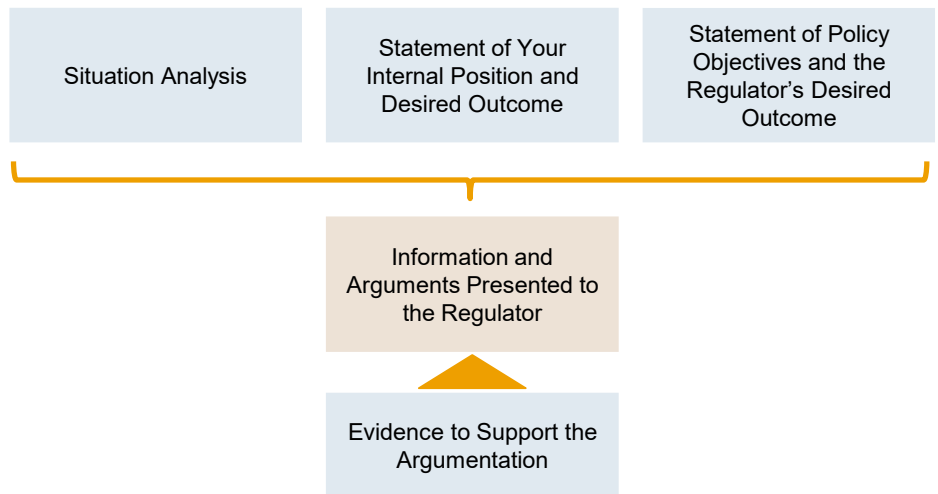 Situation Analysis
Statement of Your
Internal Position and
Desired Outcome
Statement of Policy
Objectives and the
Regulator’s Desired
Outcome
Information and
Arguments Presented to
the Regulator
Evidence to Support the
Argumentation